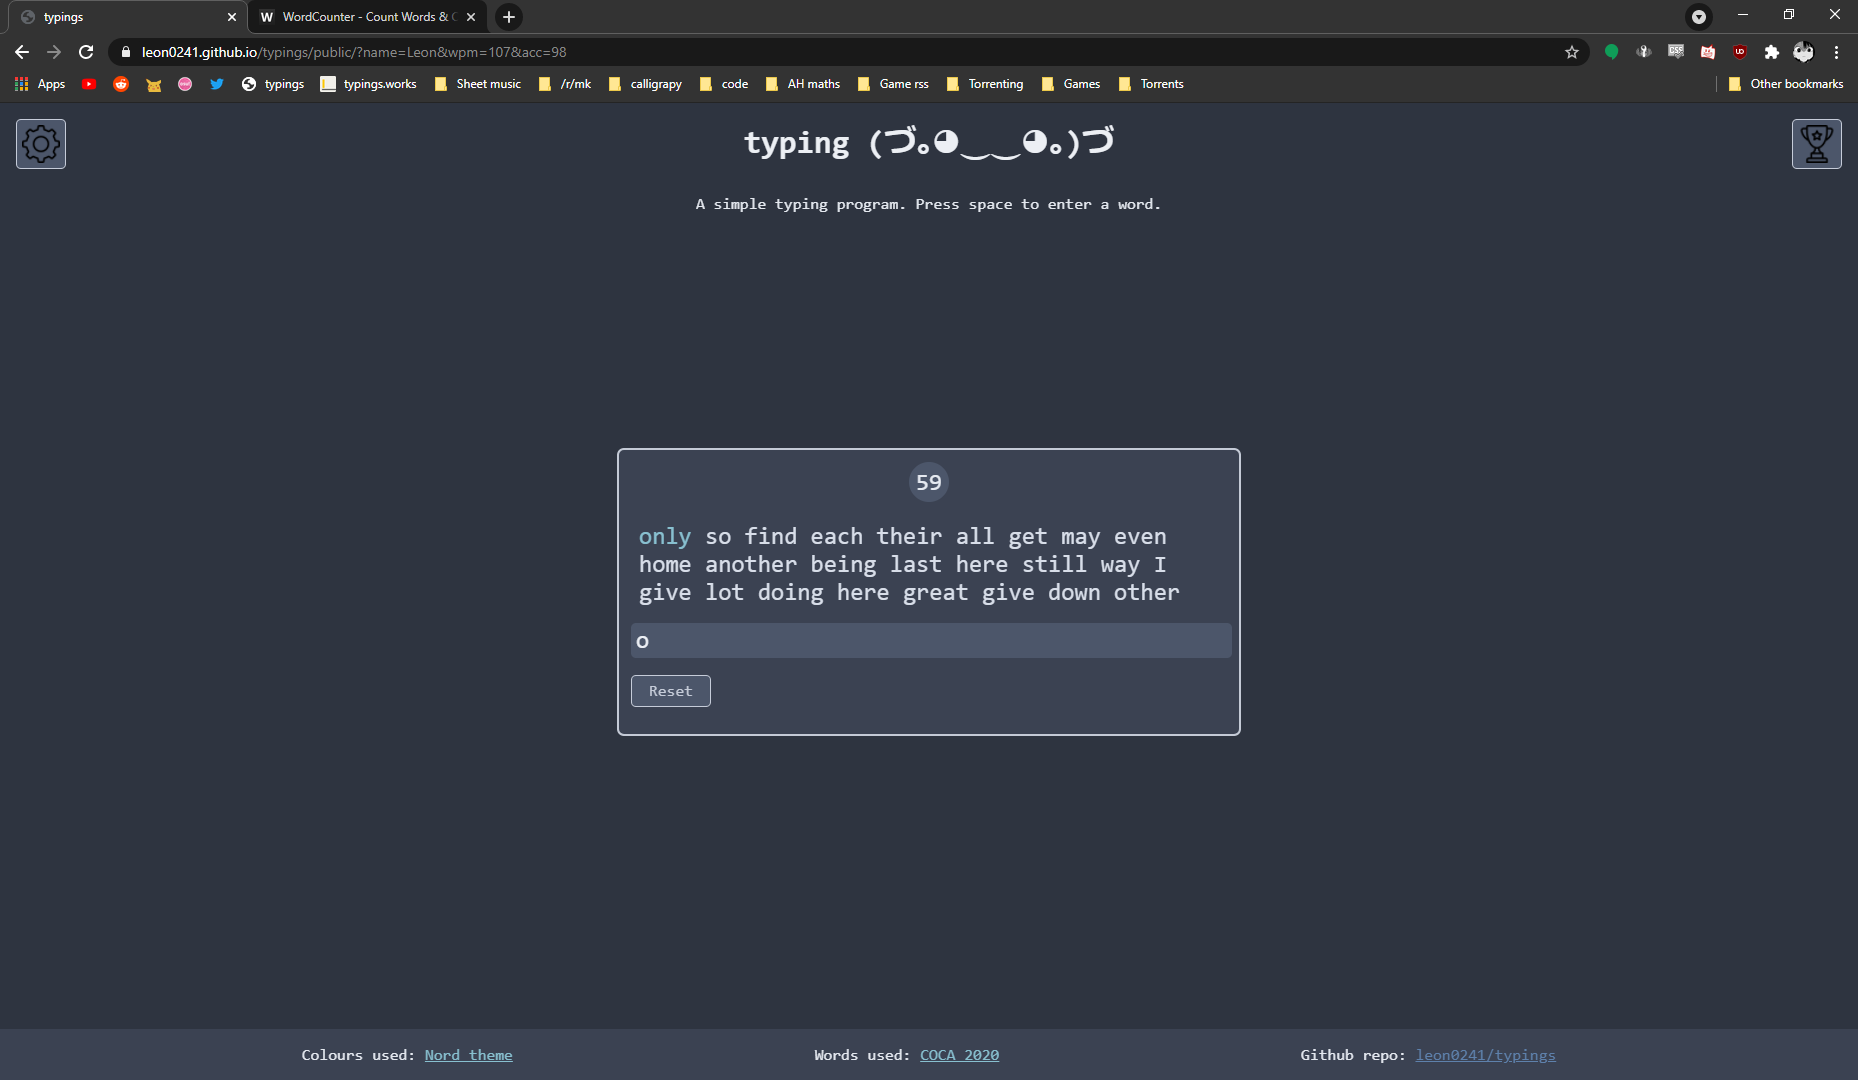 typings
WordCounter - Count Words &
leon0241.github.io/typings/public/?name=Leon&wpm=107&acc=98
Apps typings typings.works Sheet music /r/mk calligrapy code AH maths Game rss Torrenting Games Torrents Other bookmarks
typing (づ｡◕‿‿◕｡)づ
A simple typing program. Press space to enter a word.
59
only so find each their all get may even
home another being last here still way I
give lot doing here great give down other
o
Reset
Colours used: Nord theme
Words used: COCA 2020
Github repo: leon0241/typings